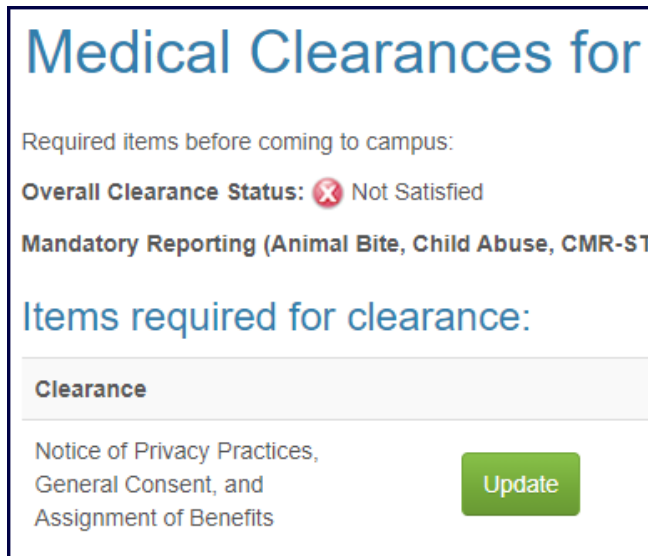 Medical Clearances for
Required items before coming to campus:
Overall Clearance Status: Not Satisfied
Mandatory Reporting (Animal Bite, Child Abuse, CMR-ST
Items required for clearance:
Clearance
Notice of Privacy Practices,
General Consent, and
Assignment of Benefits
Update